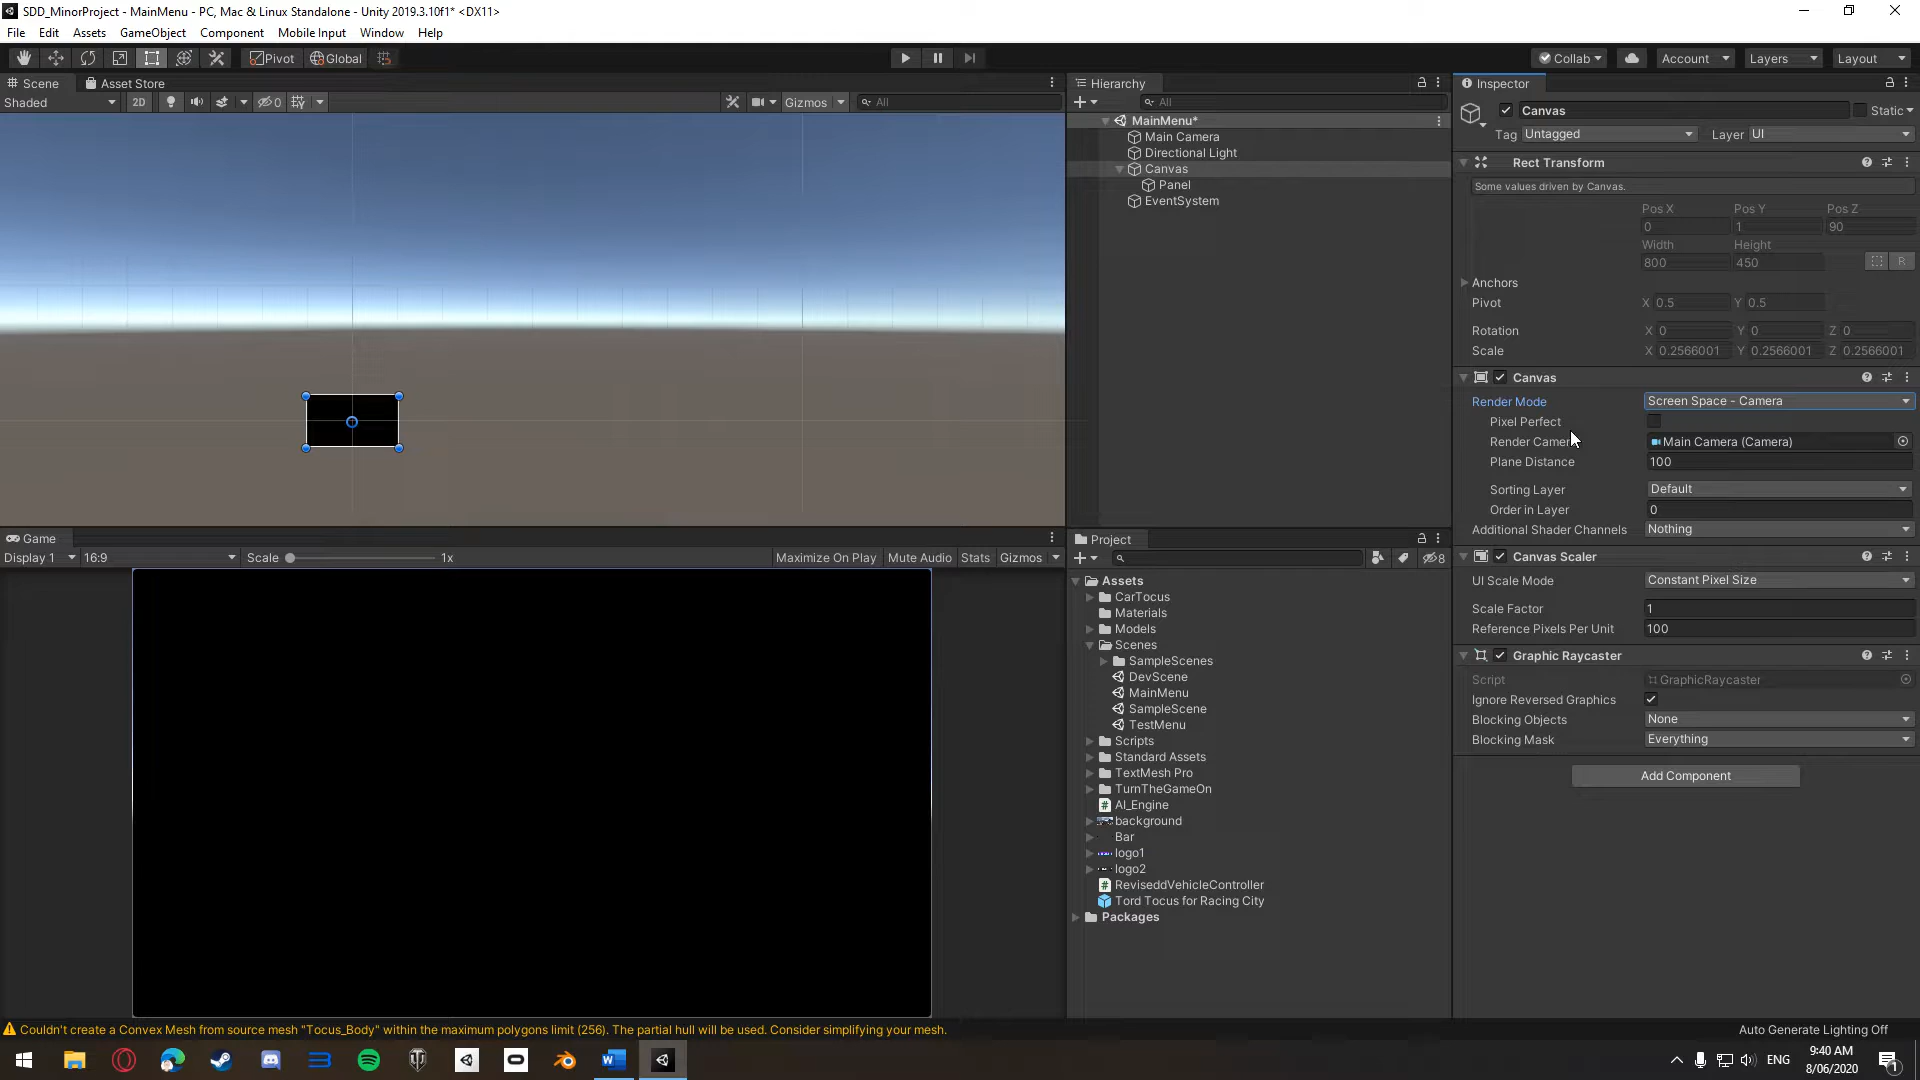 SDD_MinorProject - MainMenu - PC, Mac & Linux Standalone - Unity 2019.3.10f1* <DX11>
File Edit Assets GameObject Component Mobile Input Window Help
Pivot Global Collab Account Layers Layout
Scene Asset Store
Shaded 2D 0 Gizmos All
Hierarchy
All
MainMenu*
Main Camera
Directional Light
Canvas
Panel
EventSystem
Game
Display 1 16:9 Scale 1x Maximize On Play Mute Audio Stats Gizmos
Project
8
Assets
CarTocus
Materials
Models
Scenes
SampleScenes
DevScene
MainMenu
SampleScene
TestMenu
Scripts
Standard Assets
TextMesh Pro
TurnTheGameOn
AI_Engine
background
Bar
logo1
logo2
ReviseddVehicleController
Tord Tocus for Racing City
Packages
Inspector
Canvas Static
Tag Untagged Layer UI
Rect Transform
Some values driven by Canvas.
Pos X Pos Y Pos Z
0 1 90
Width Height
800 450 R
Anchors
Pivot X 0.5 Y 0.5
Rotation X 0 Y 0 Z 0
Scale X 0.2566001 Y 0.2566001 Z 0.2566001
Canvas
Render Mode Screen Space - Camera
Pixel Perfect
Render Camera Main Camera (Camera)
Plane Distance 100
Sorting Layer Default
Order in Layer 0
Additional Shader Channels Nothing
Canvas Scaler
UI Scale Mode Constant Pixel Size
Scale Factor 1
Reference Pixels Per Unit 100
Graphic Raycaster
Script GraphicRaycaster
Ignore Reversed Graphics
Blocking Objects None
Blocking Mask Everything
Add Component
Couldn't create a Convex Mesh from source mesh "Tocus_Body" within the maximum polygons limit (256). The partial hull will be used. Consider simplifying your mesh.
Auto Generate Lighting Off
ENG 9:40 AM
8/06/2020
1